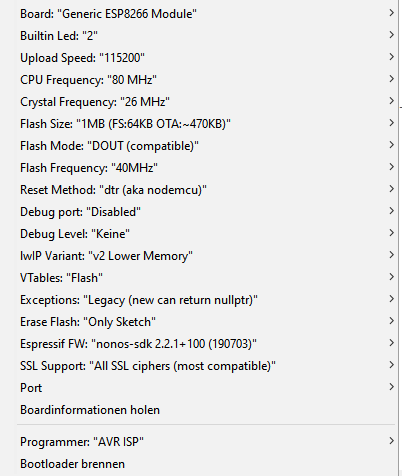 Board: "Generic ESP8266 Module"
Builtin Led: "2"
Upload Speed: "115200"
CPU Frequency: "80 MHz"
Crystal Frequency: "26 MHz"
Flash Size: "1MB (FS:64KB OTA:~470KB)"
Flash Mode: "DOUT (compatible)"
Flash Frequency: "40MHz"
Reset Method: "dtr (aka nodemcu)"
Debug port: "Disabled"
Debug Level: "Keine"
lwIP Variant: "v2 Lower Memory"
VTables: "Flash"
Exceptions: "Legacy (new can return nullptr)"
Erase Flash: "Only Sketch"
Espressif FW: "nonos-sdk 2.2.1+100 (190703)"
SSL Support: "All SSL ciphers (most compatible)"
Port
Boardinformationen holen
Programmer: "AVR ISP"
Bootloader brennen